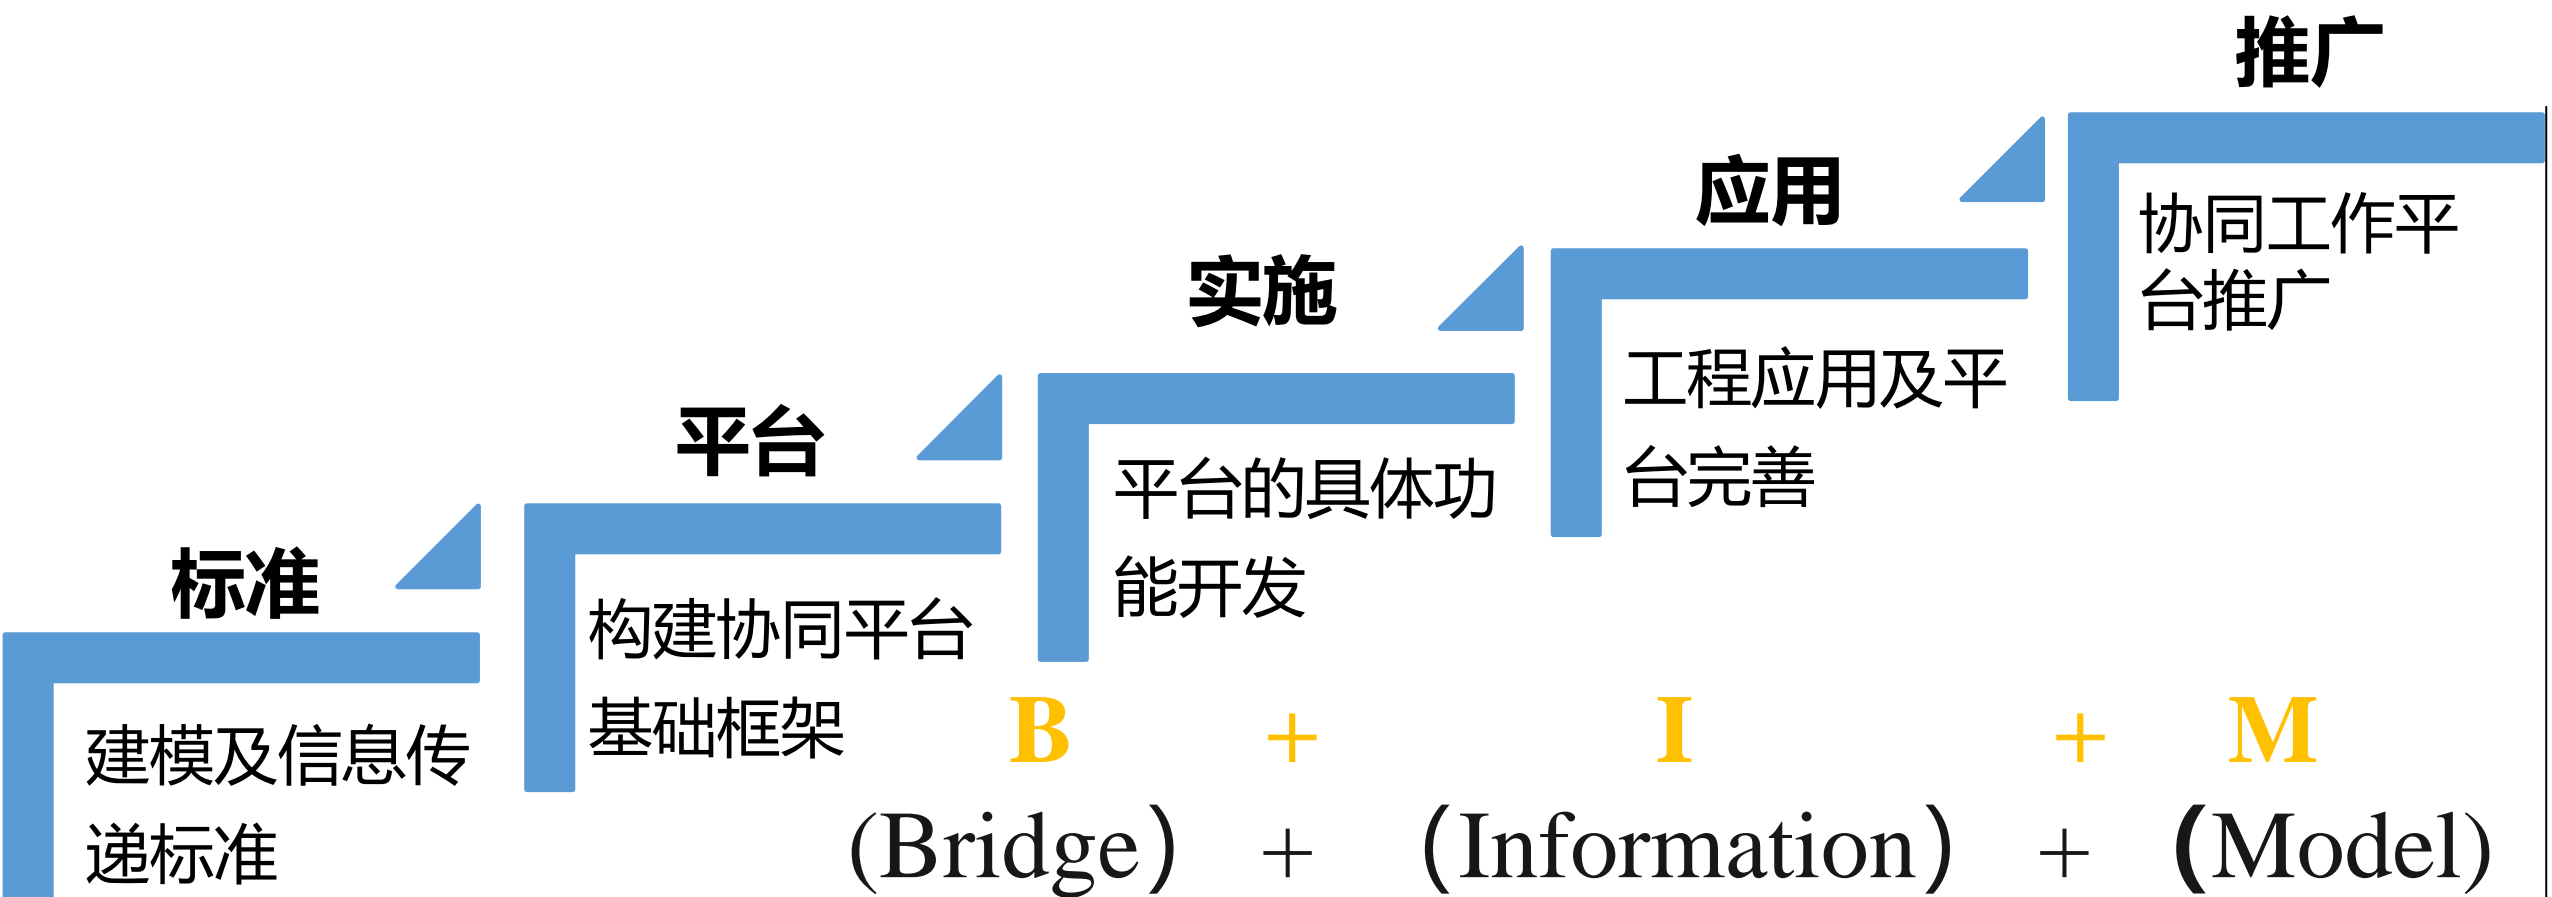 标准
建模及信息传
递标准
平台
构建协同平台
基础框架
实施
平台的具体功
能开发
应用
工程应用及平
台完善
推广
协同工作平
台推广
B + I + M
(Bridge） + （Information） + （Model)